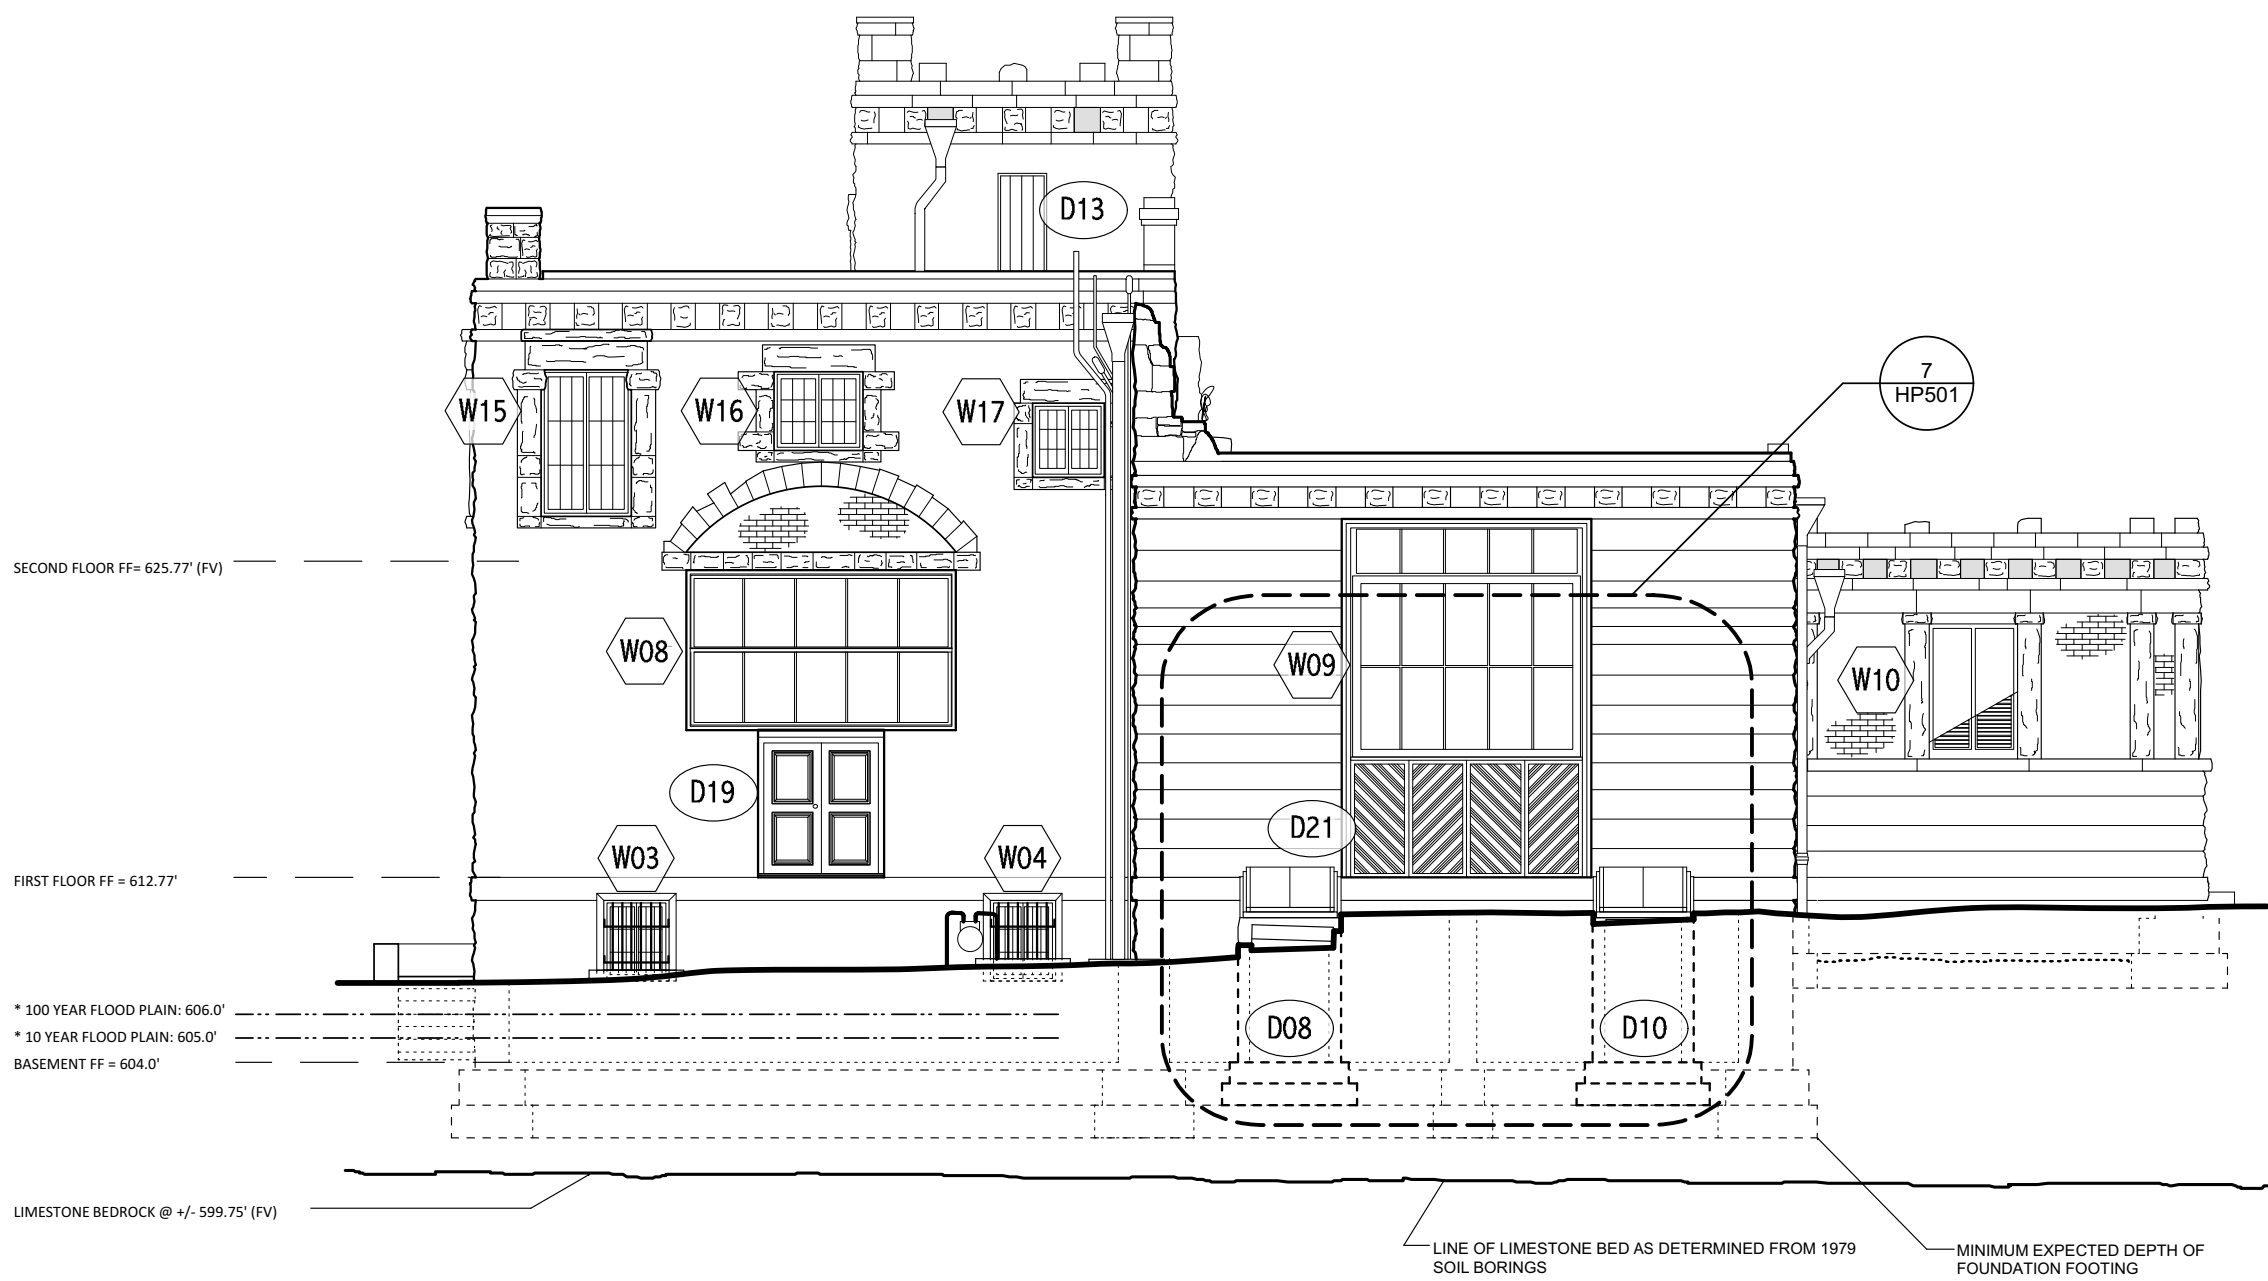 D13
7
HP501
W15
W16
W17
SECOND FLOOR FF= 625.77' (FV)
W08
W09
W10
D19
D21
W03
W04
FIRST FLOOR FF = 612.77'
* 100 YEAR FLOOD PLAIN: 606.0'
* 10 YEAR FLOOD PLAIN: 605.0'
BASEMENT FF = 604.0'
D08
D10
LIMESTONE BEDROCK @ +/- 599.75' (FV)
LINE OF LIMESTONE BED AS DETERMINED FROM 1979
SOIL BORINGS
MINIMUM EXPECTED DEPTH OF
FOUNDATION FOOTING